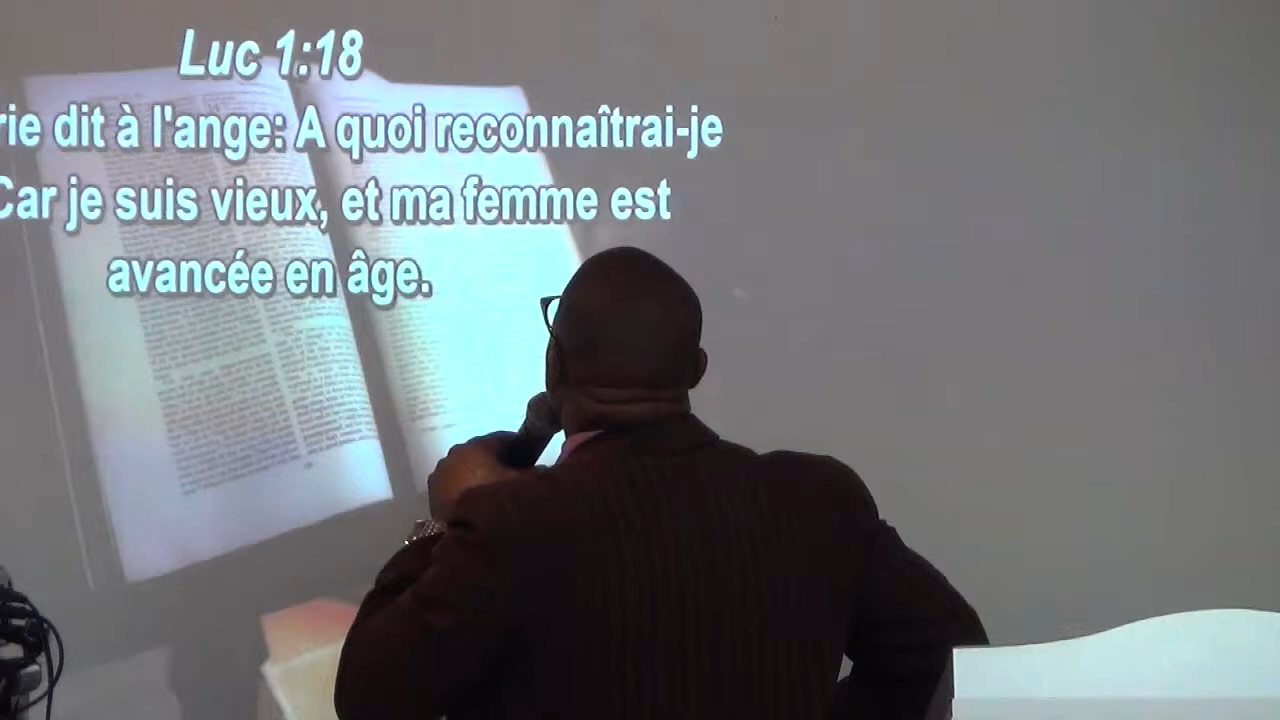 Luc 1:18
rie dit à l'ange: A quoi reconnaîtrai-je
Car je suis vieux, et ma femme est
avancée en âge.